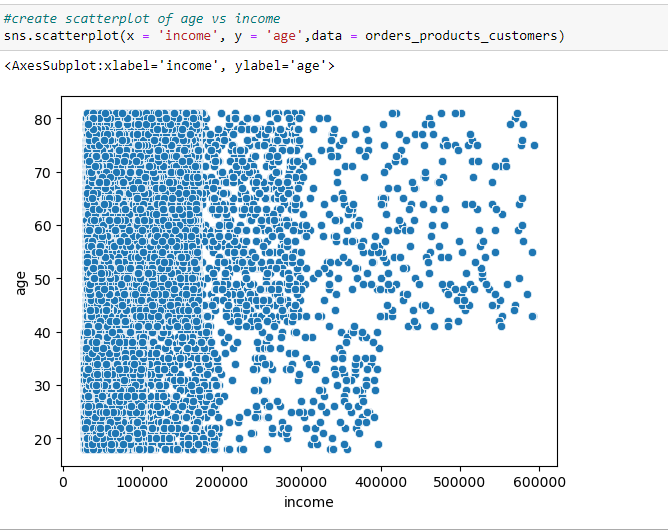 #create scatterplot of age vs income
sns.scatterplot(x = 'income', y = 'age',data = orders_products_customers)
<AxesSubplot:xlabel='income', ylabel='age'>
80
70
60
50
40
30
20
age
0 100000 200000 300000 400000 500000 600000
income